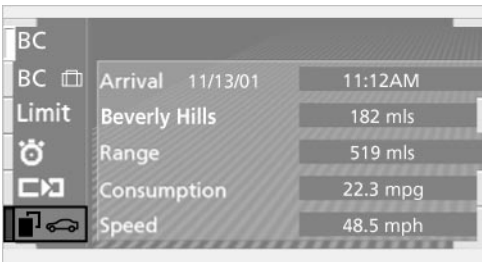 BC
BC
Limit
Arrival 11/13/01 11:12AM
Beverly Hills 182 mls
Range 519 mls
Consumption 22.3 mpg
Speed 48.5 mph